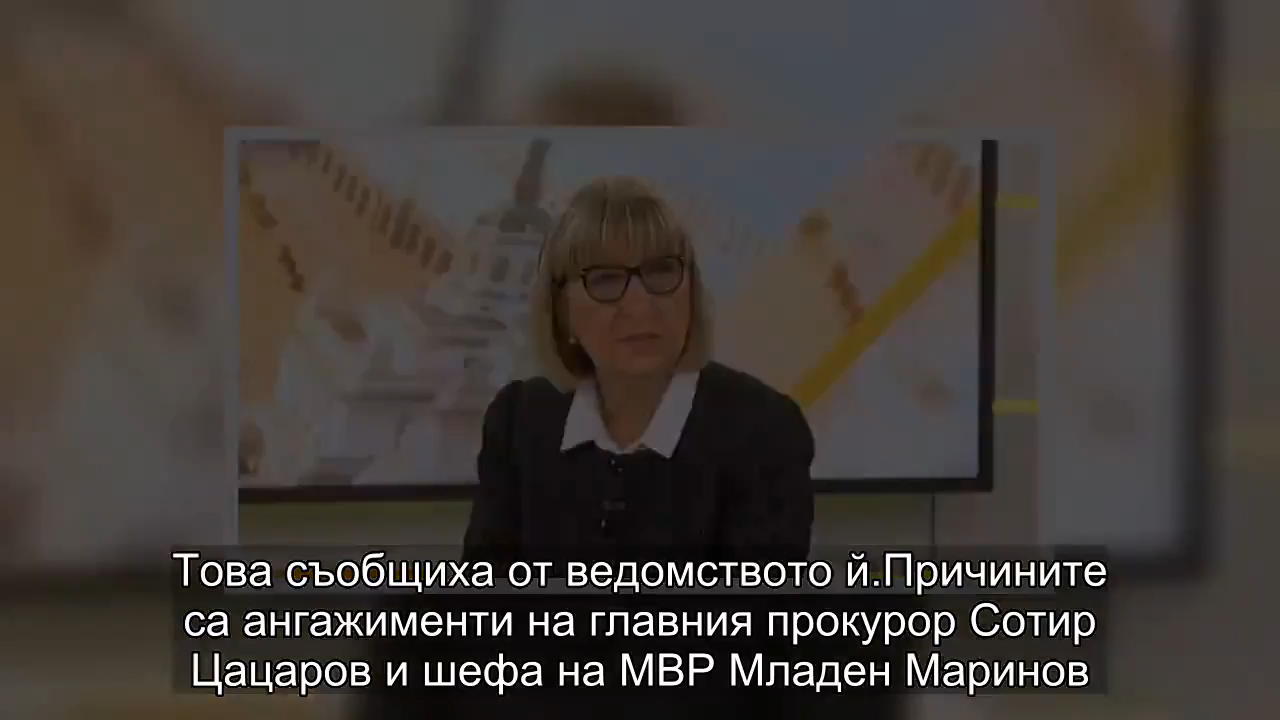 Това съобщиха от ведомството й.Причините
са ангажименти на главния прокурор Сотир
Цацаров и шефа на МВР Младен Маринов